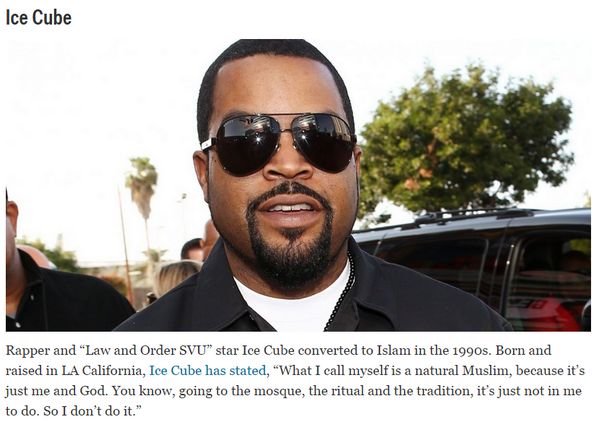 Ice Cube
Rapper and “Law and Order SVU” star Ice Cube converted to Islam in the 1990s. Born and
raised in LA California, Ice Cube has stated, “What I call myself is a natural Muslim, because it’s
just me and God. You know, going to the mosque, the ritual and the tradition, it’s just not in me
to do. So I don’t do it.”